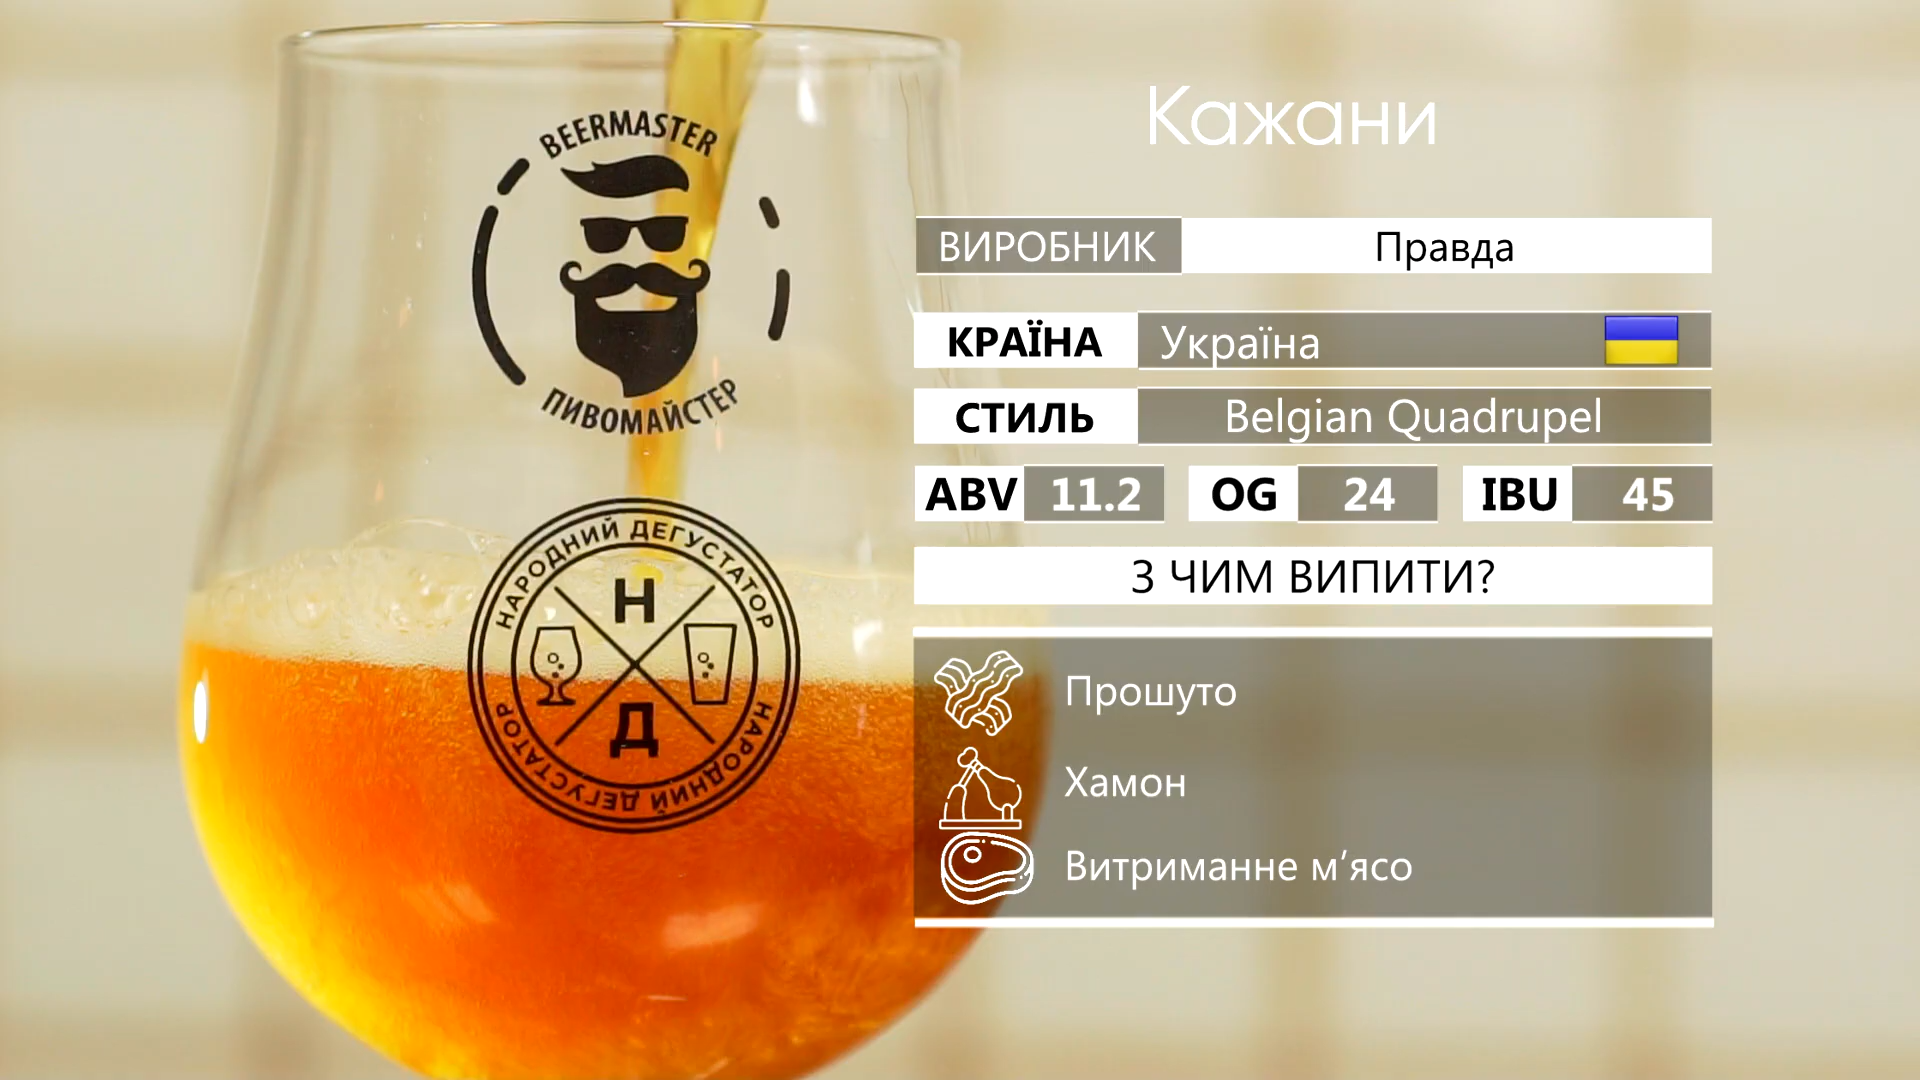 BEERMASTER
ПИВОМАЙСТЕР
НАРОДНИЙ ДЕГУСТАТОР
Н
Д
НАРОДНИЙ ДЕГУСТАТОР
Кажани
ВИРОБНИК Правда
КРАЇНА Україна
СТИЛЬ Belgian Quadrupel
ABV 11.2 OG 24 IBU 45
З ЧИМ ВИПИТИ?
Прошуто
Хамон
Витриманне м’ясо